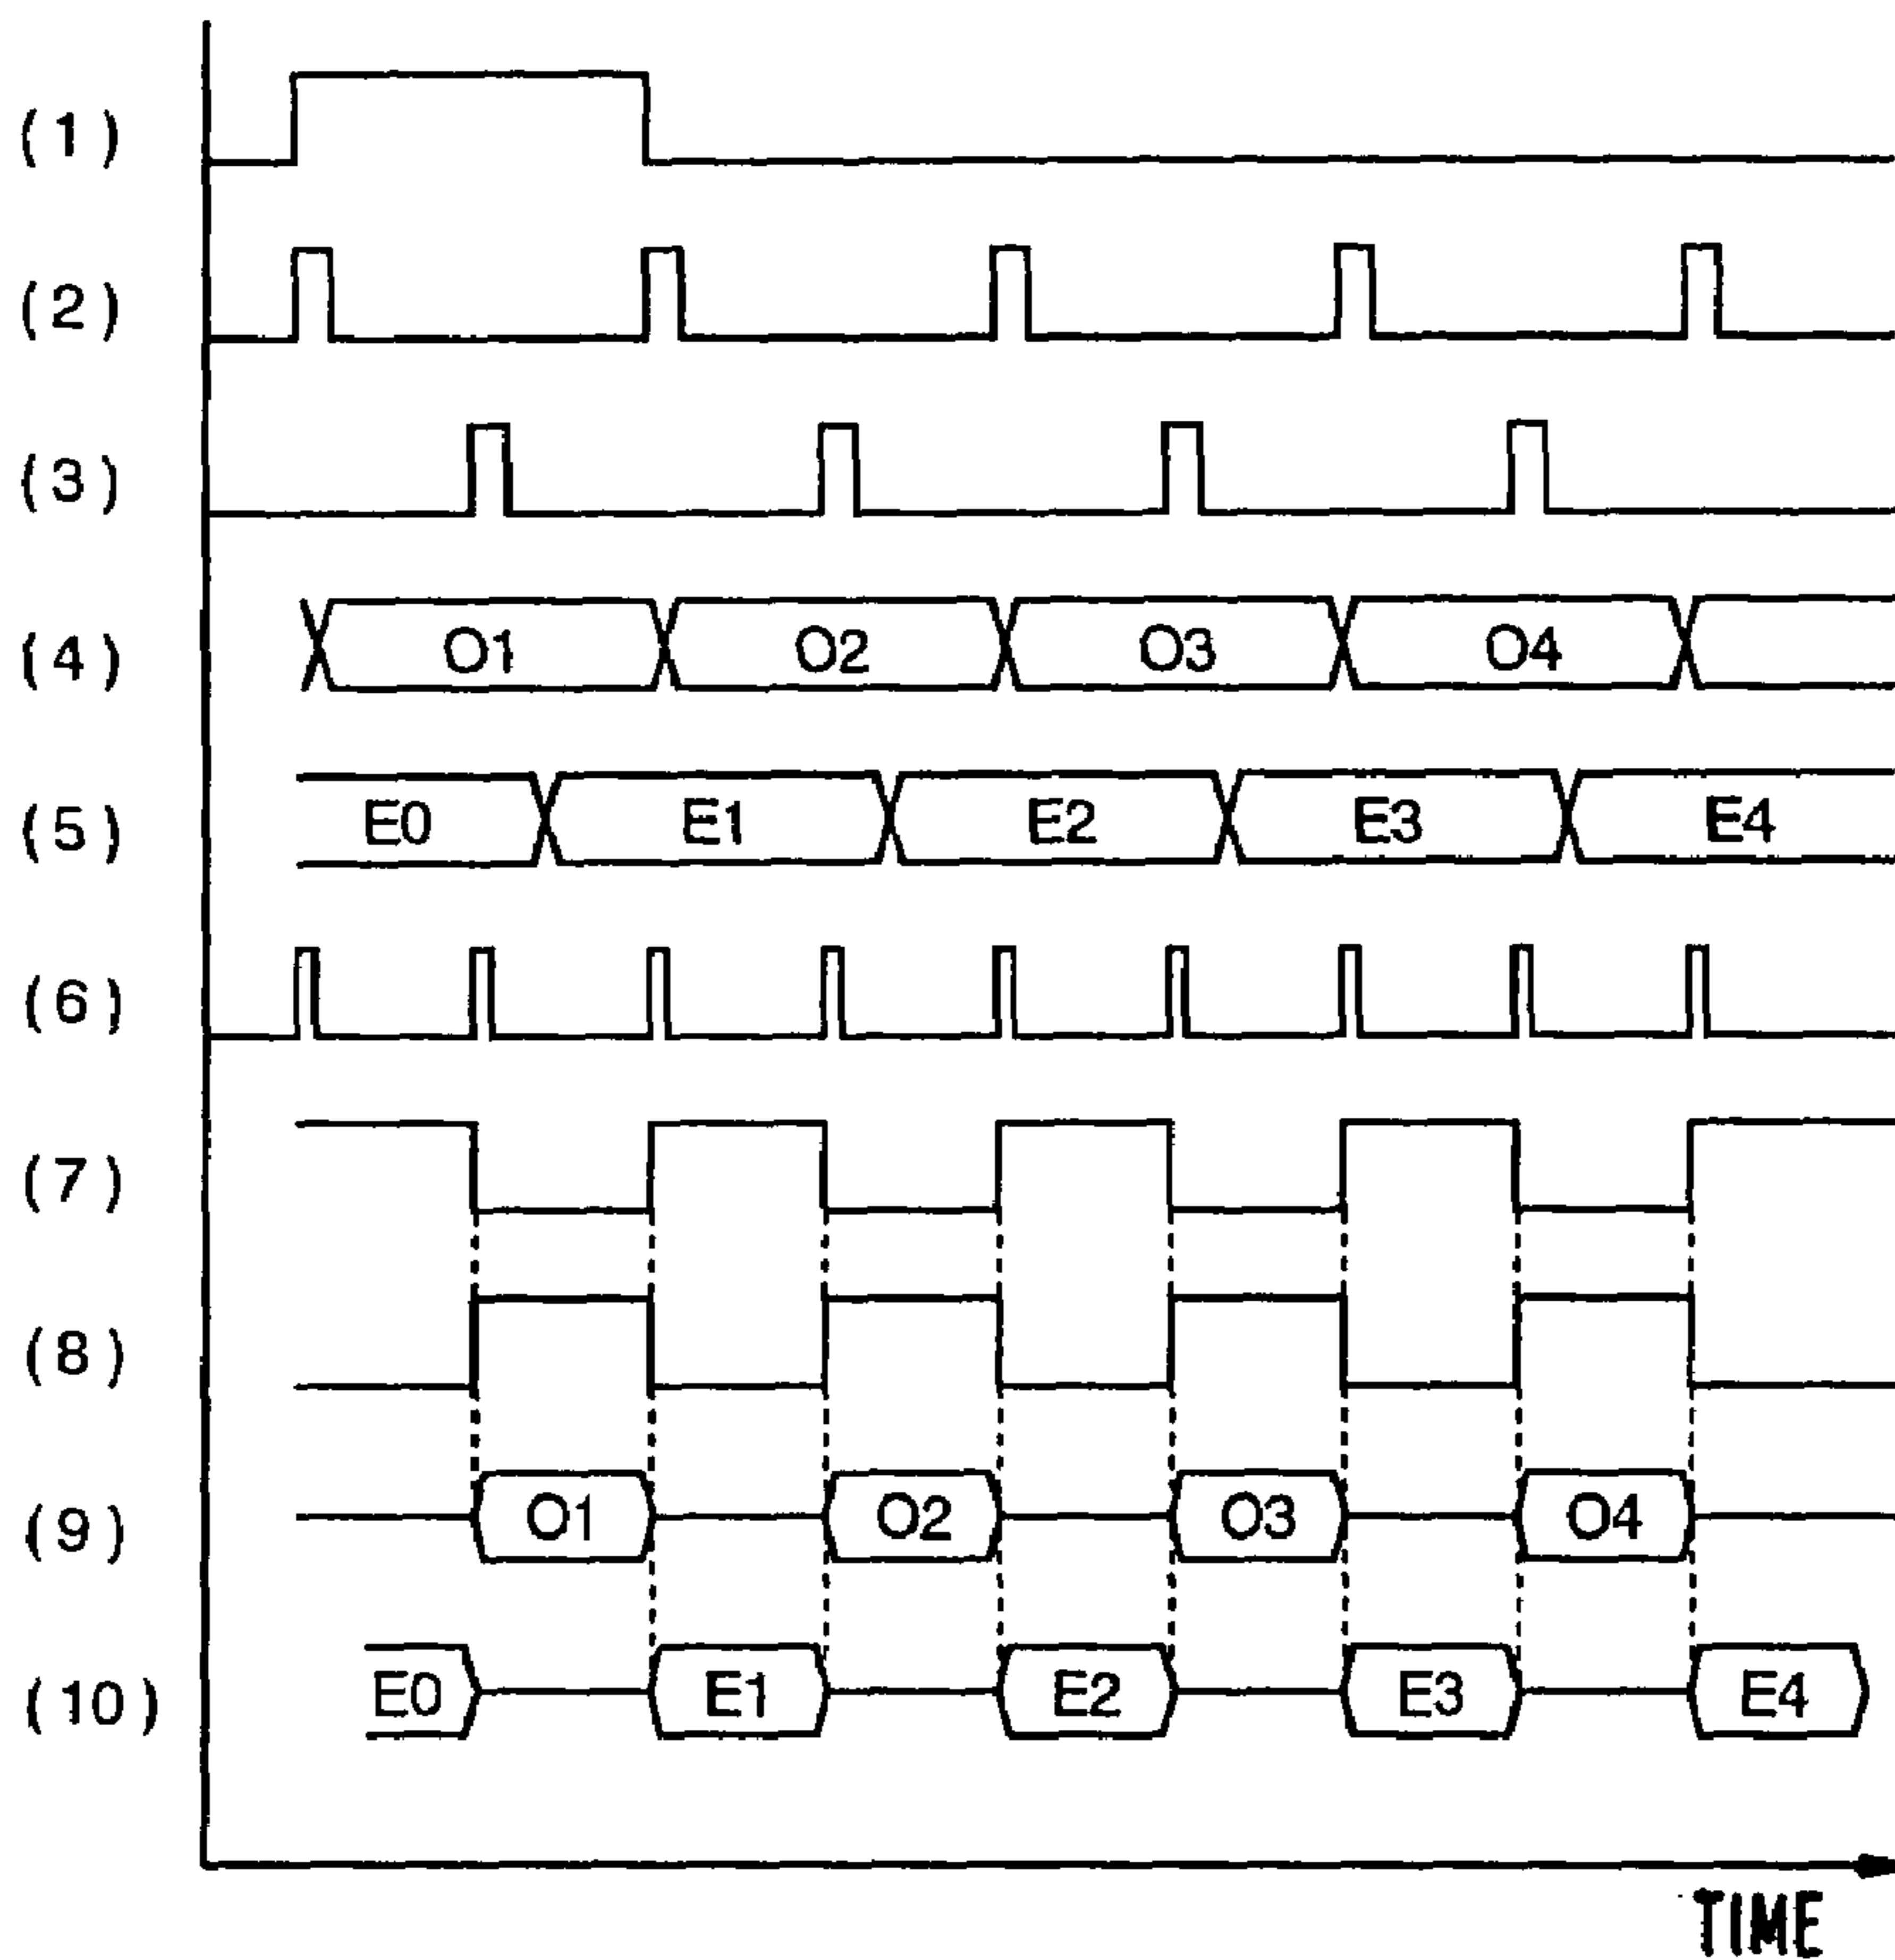 (1)
(2)
(3)
(4) O1 O2 O3 O4
(5) E0 E1 E2 E3 E4
(6)
(7)
(8)
(9) O1 O2 O3 O4
(10) E0 E1 E2 E3 E4
TIME